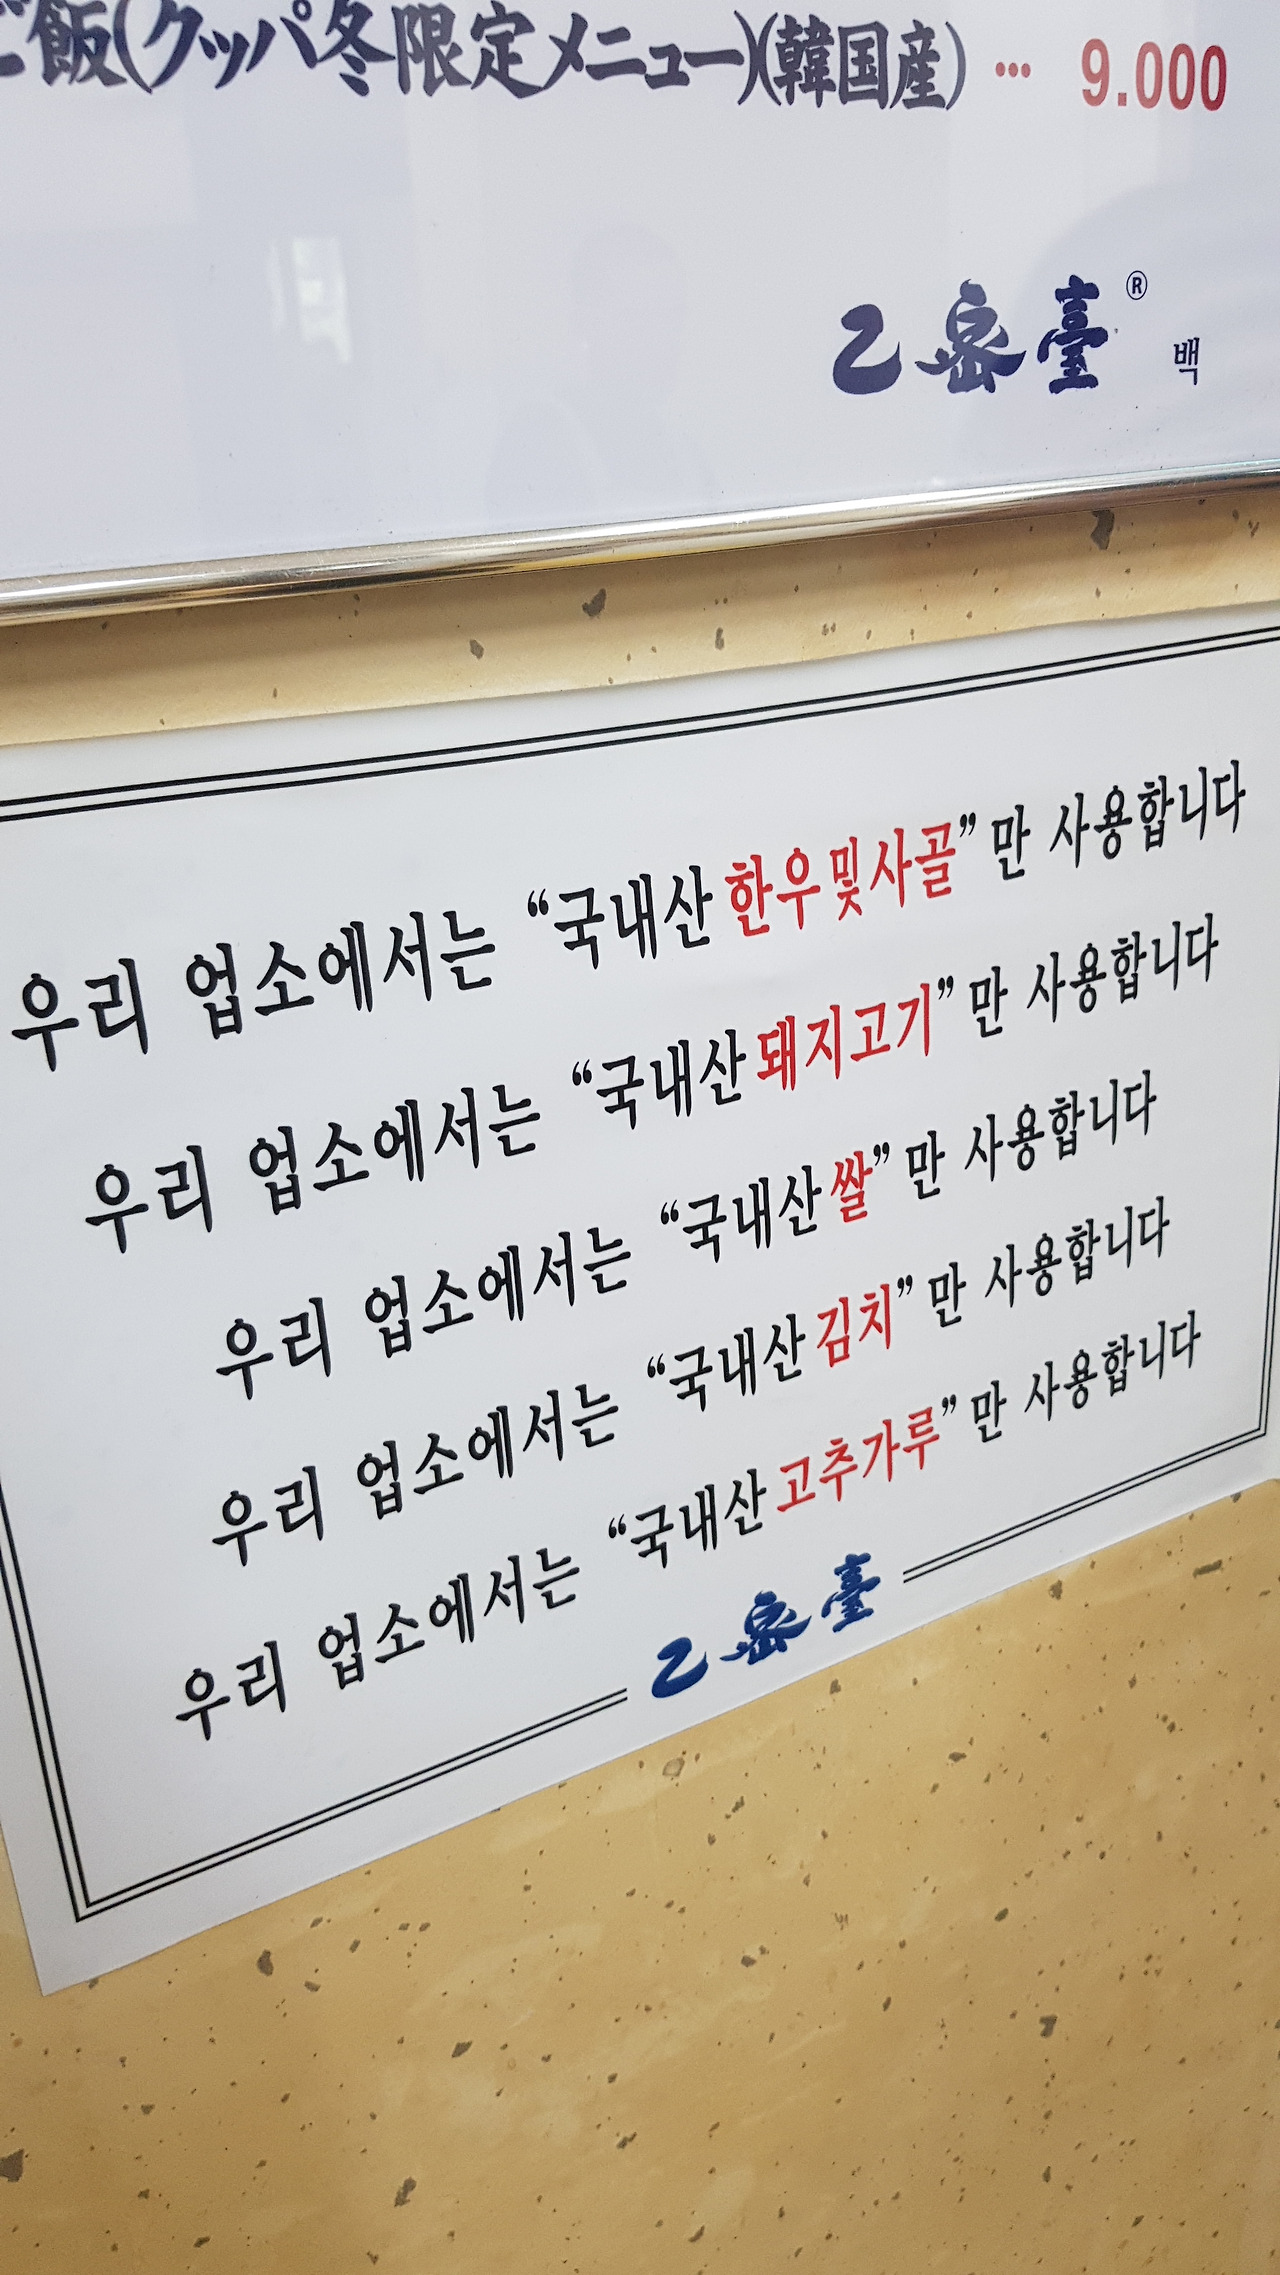 ご飯(クッパ冬限定メニュー)(韓国産) … 9.000
乙密臺® 백
우리 업소에서는 “국내산 한우및사골” 만 사용합니다
우리 업소에서는 “국내산 돼지고기” 만 사용합니다
우리 업소에서는 “국내산 쌀” 만 사용합니다
우리 업소에서는 “국내산 김치” 만 사용합니다
우리 업소에서는 “국내산 고추가루” 만 사용합니다
乙密臺